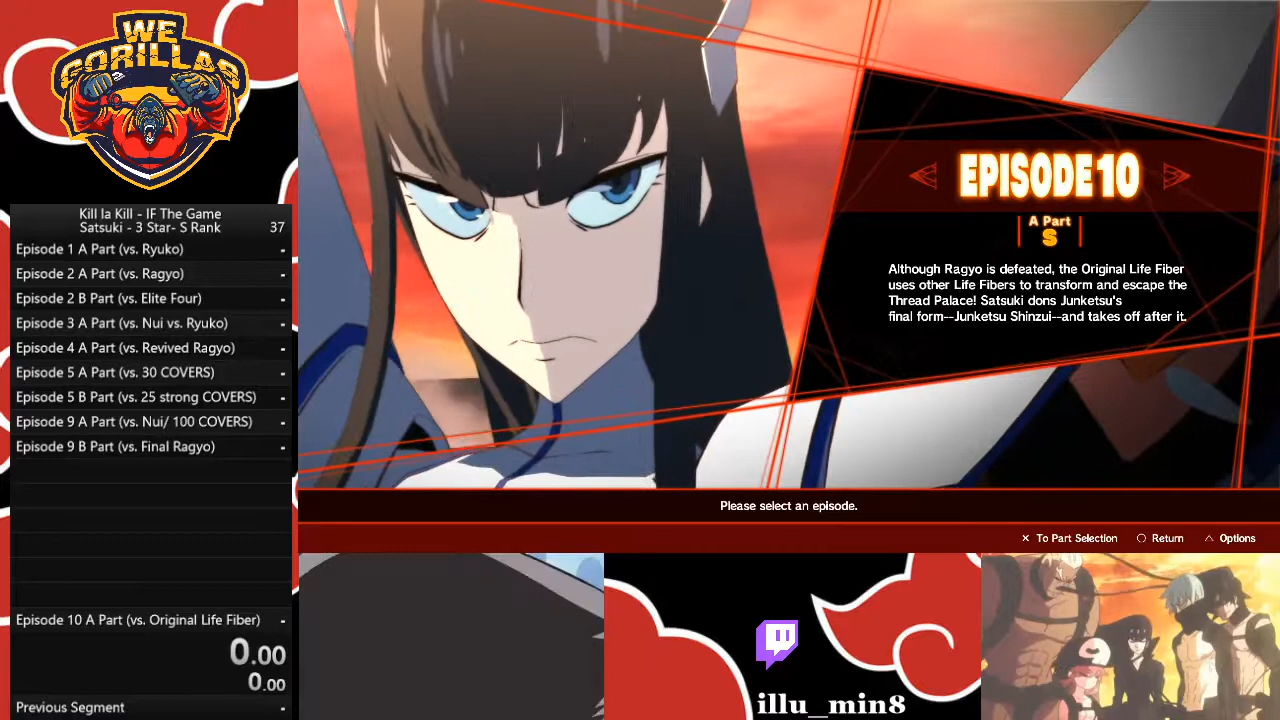 WE
GORILLAS
Kill la Kill - IF The Game
Satsuki - 3 Star- S Rank 37
Episode 1 A Part (vs. Ryuko) -
Episode 2 A Part (vs. Ragyo) -
Episode 2 B Part (vs. Elite Four) -
Episode 3 A Part (vs. Nui vs. Ryuko) -
Episode 4 A Part (vs. Revived Ragyo) -
Episode 5 A Part (vs. 30 COVERS) -
Episode 5 B Part (vs. 25 strong COVERS) -
Episode 9 A Part (vs. Nui/ 100 COVERS) -
Episode 9 B Part (vs. Final Ragyo) -
Episode 10 A Part (vs. Original Life Fiber) -
0.00
0.00
Previous Segment -
EPISODE 10
A Part
S
Although Ragyo is defeated, the Original Life Fiber
uses other Life Fibers to transform and escape the
Thread Palace! Satsuki dons Junketsu's
final form--Junketsu Shinzui--and takes off after it.
Please select an episode.
× To Part Selection ○ Return △ Options
illu_min8